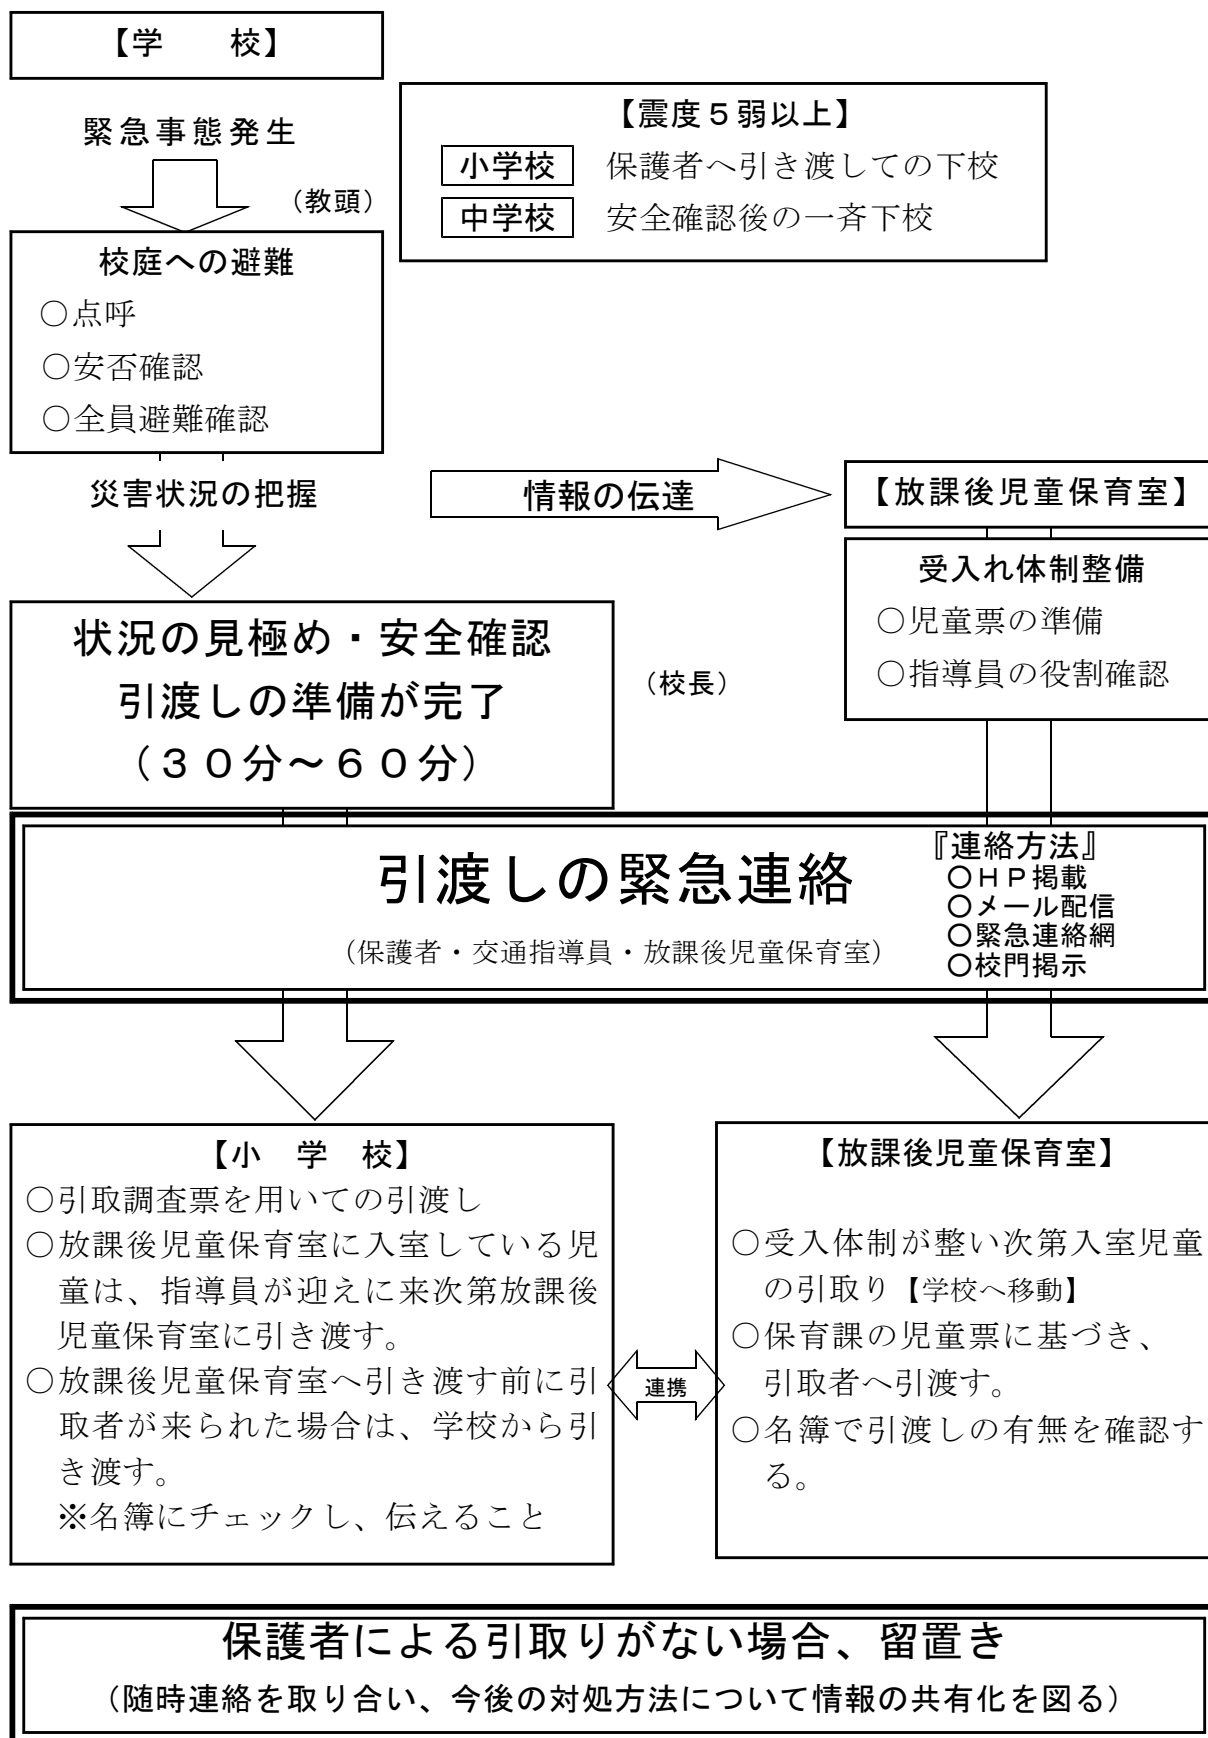 【学　　校】
緊急事態発生
（教頭）
【震度５弱以上】
小学校　保護者へ引き渡しての下校
中学校　安全確認後の一斉下校
校庭への避難
○点呼
○安否確認
○全員避難確認
災害状況の把握
情報の伝達
【放課後児童保育室】
受入れ体制整備
○児童票の準備
○指導員の役割確認
状況の見極め・安全確認
引渡しの準備が完了
（３０分～６０分）
（校長）
引渡しの緊急連絡
（保護者・交通指導員・放課後児童保育室）
『連絡方法』
○ＨＰ掲載
○メール配信
○緊急連絡網
○校門掲示
【小　学　校】
○引取調査票を用いての引渡し
○放課後児童保育室に入室している児
童は、指導員が迎えに来次第放課後
児童保育室に引き渡す。
○放課後児童保育室へ引き渡す前に引
取者が来られた場合は、学校から引
き渡す。
※名簿にチェックし、伝えること
連携
【放課後児童保育室】
○受入体制が整い次第入室児童
の引取り【学校へ移動】
○保育課の児童票に基づき、
引取者へ引渡す。
○名簿で引渡しの有無を確認す
る。
保護者による引取りがない場合、留置き
（随時連絡を取り合い、今後の対処方法について情報の共有化を図る）